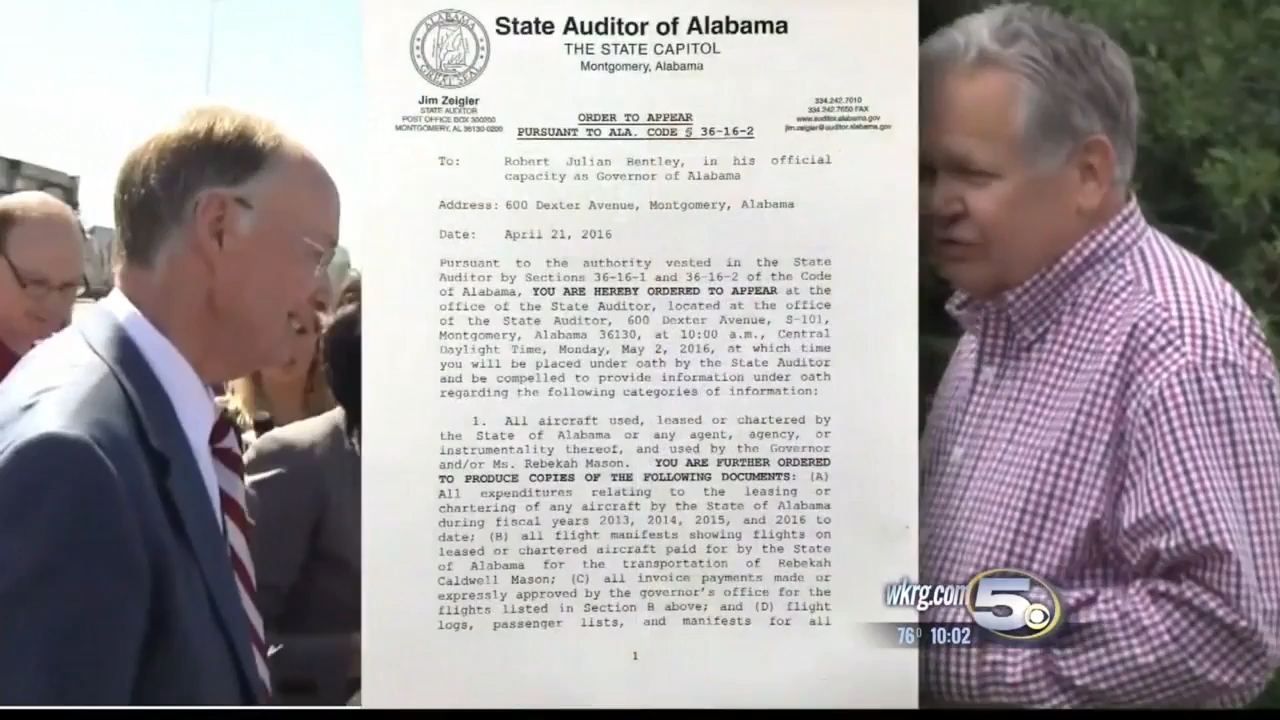 State Auditor of Alabama
THE STATE CAPITOL
Montgomery, Alabama
Jim Zeigler
STATE AUDITOR
POST OFFICE BOX 300200
MONTGOMERY, AL 36130-0200
334.242.7010
334.242.7650 FAX
www.auditor.alabama.gov
jim.zeigler@auditor.alabama.gov
ORDER TO APPEAR
PURSUANT TO ALA. CODE § 36-16-2
To: Robert Julian Bentley, in his official
capacity as Governor of Alabama
Address: 600 Dexter Avenue, Montgomery, Alabama
Date: April 21, 2016
Pursuant to the authority vested in the State
Auditor by Sections 36-16-1 and 36-16-2 of the Code
of Alabama, YOU ARE HEREBY ORDERED TO APPEAR at the
office of the State Auditor, located at the office
of the State Auditor, 600 Dexter Avenue, S-101,
Montgomery, Alabama 36130, at 10:00 a.m., Central
Daylight Time, Monday, May 2, 2016, at which time
you will be placed under oath by the State Auditor
and be compelled to provide information under oath
regarding the following categories of information:
1. All aircraft used, leased or chartered by
the State of Alabama or any agent, agency, or
instrumentality thereof, and used by the Governor
and/or Ms. Rebekah Mason. YOU ARE FURTHER ORDERED
TO PRODUCE COPIES OF THE FOLLOWING DOCUMENTS: (A)
All expenditures relating to the leasing or
chartering of any aircraft by the State of Alabama
during fiscal years 2013, 2014, 2015, and 2016 to
date; (B) all flight manifests showing flights on
leased or chartered aircraft paid for by the State
of Alabama for the transportation of Rebekah
Caldwell Mason; (C) all invoice payments made or
expressly approved by the governor's office for the
flights listed in Section B above; and (D) flight
logs, passenger lists, and manifests for all
1
wkrg.com 5
76° 10:02